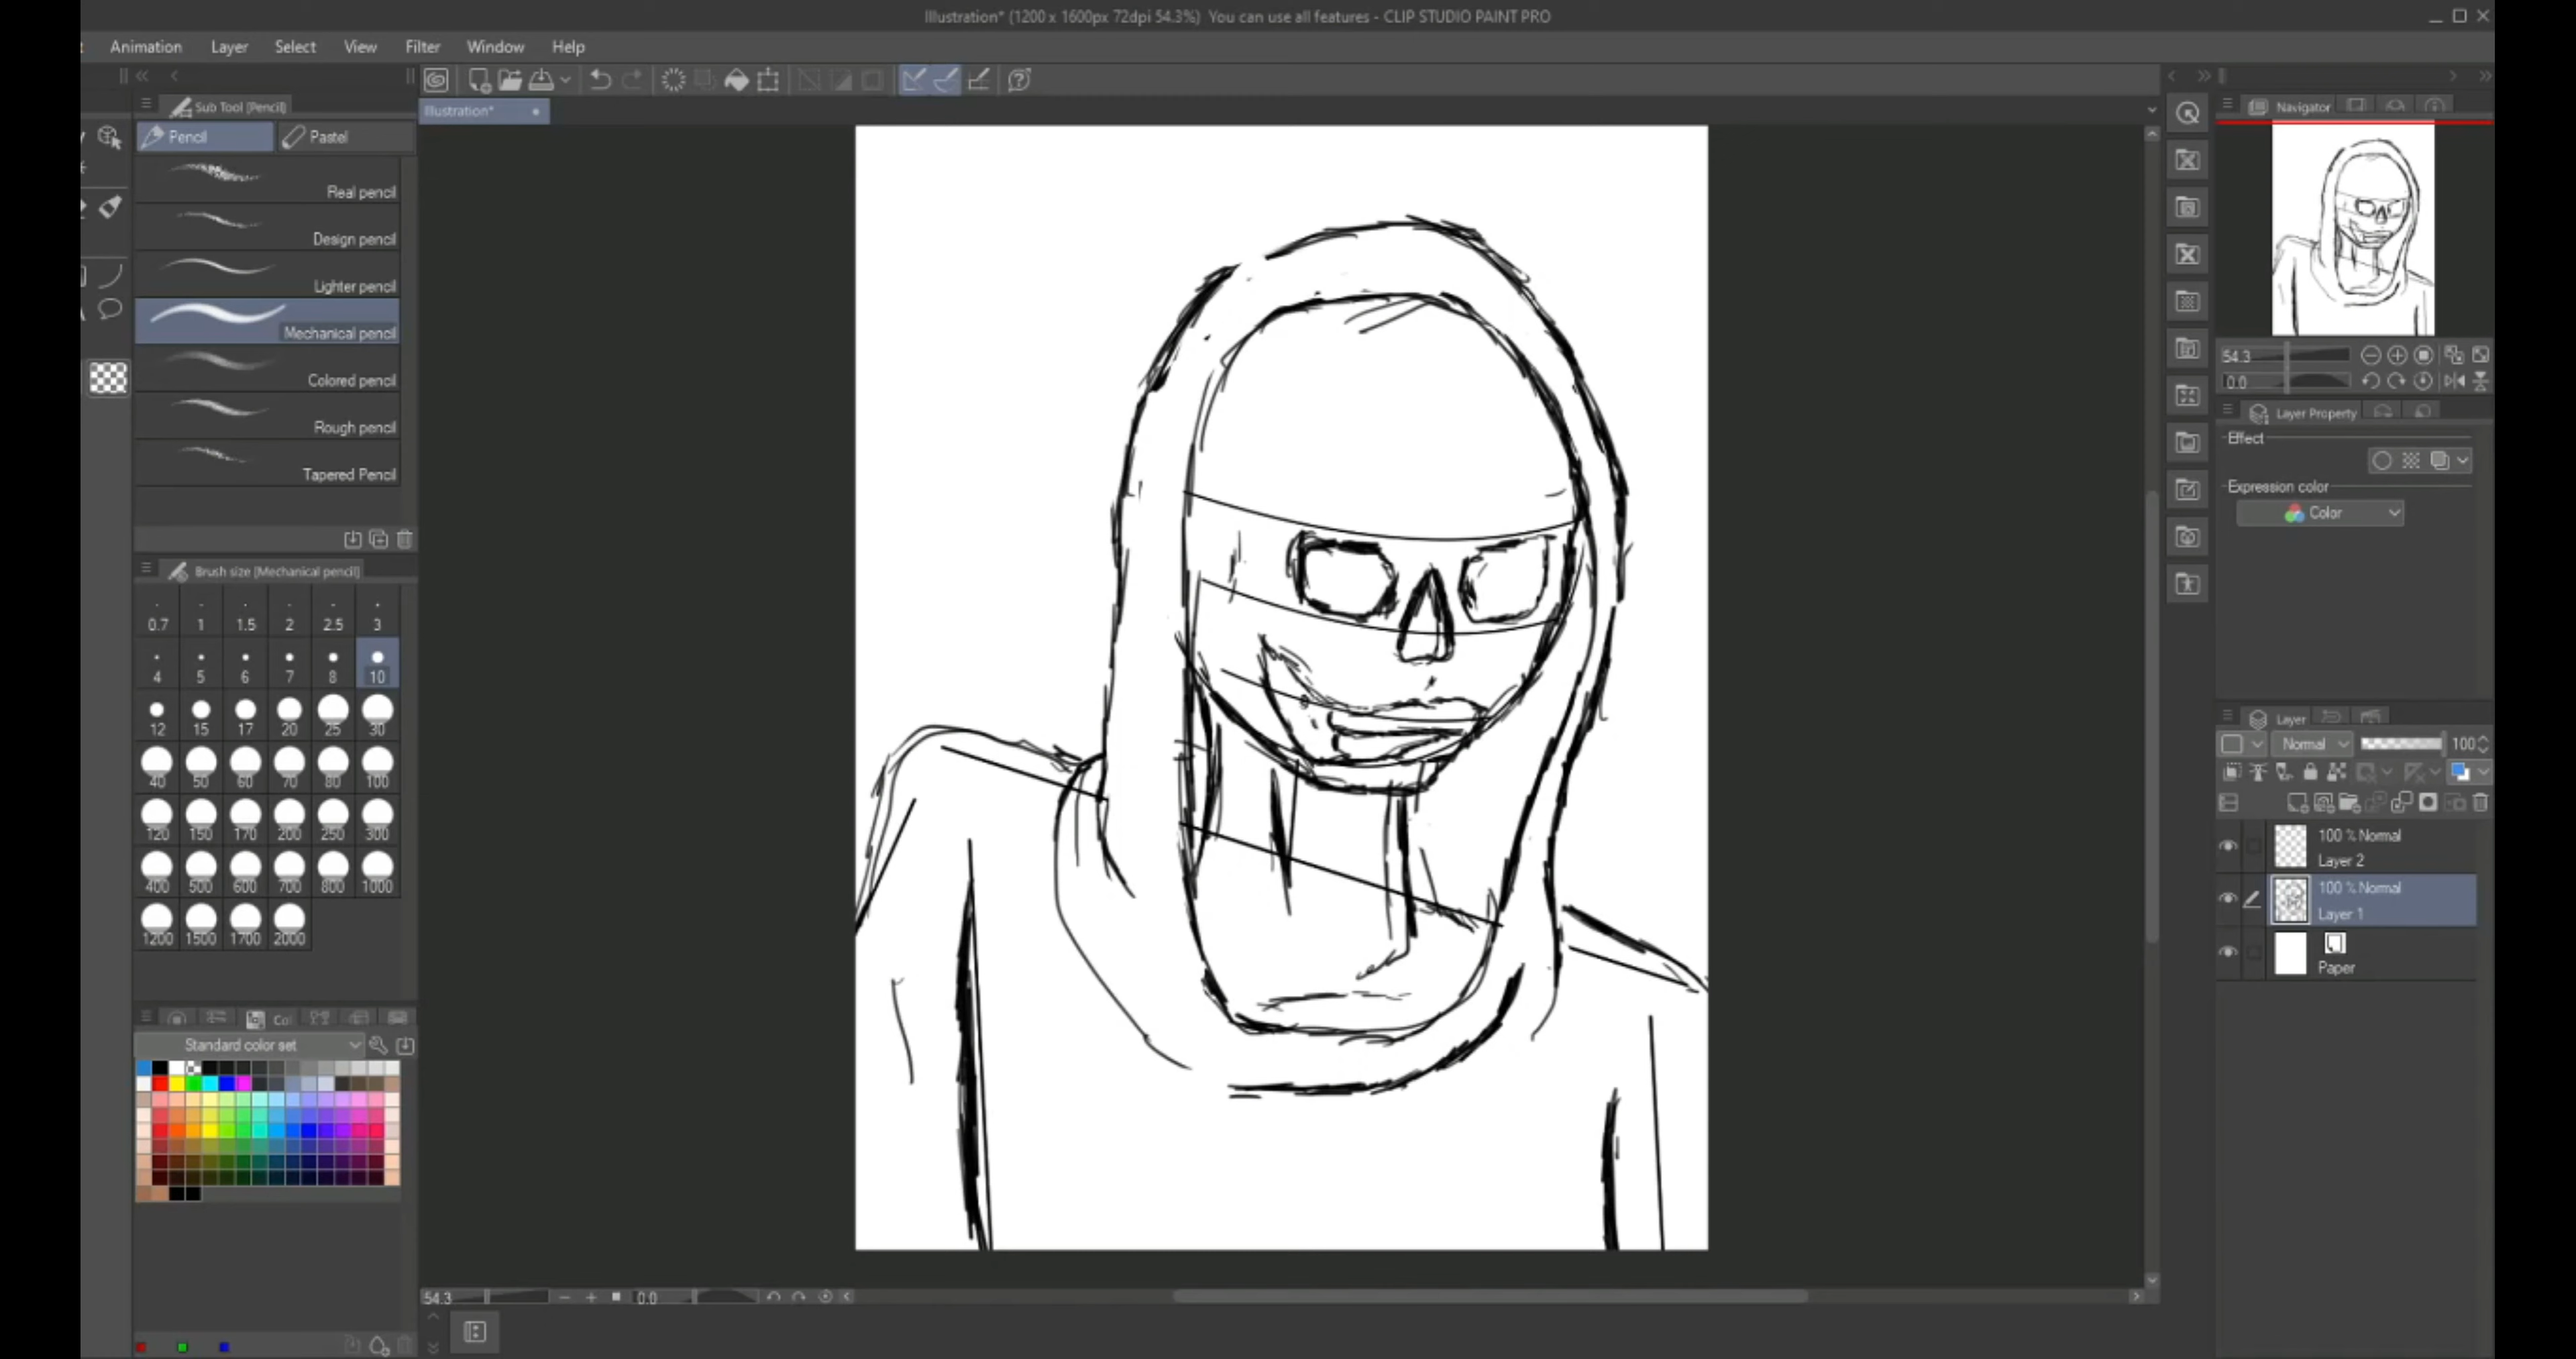 Illustration* (1200 x 1600px 72dpi 54.3%) You can use all features - CLIP STUDIO PAINT PRO
Animation Layer Select View Filter Window Help
Sub Tool [Pencil]
Illustration*
Navigator
Pencil Pastel
Real pencil
Design pencil
Lighter pencil
Mechanical pencil
Colored pencil
Rough pencil
Tapered Pencil
Brush size [Mechanical pencil]
0.7 1 1.5 2 2.5 3
4 5 6 7 8 10
12 15 17 20 25 30
40 50 60 70 80 100
120 150 170 200 250 300
400 500 600 700 800 1000
1200 1500 1700 2000
Standard color set
54.3 0.0
54.3
0.0
Layer Property
Effect
Expression color
Color
Layer
Normal 100
100 % Normal
Layer 2
100 % Normal
Layer 1
Paper